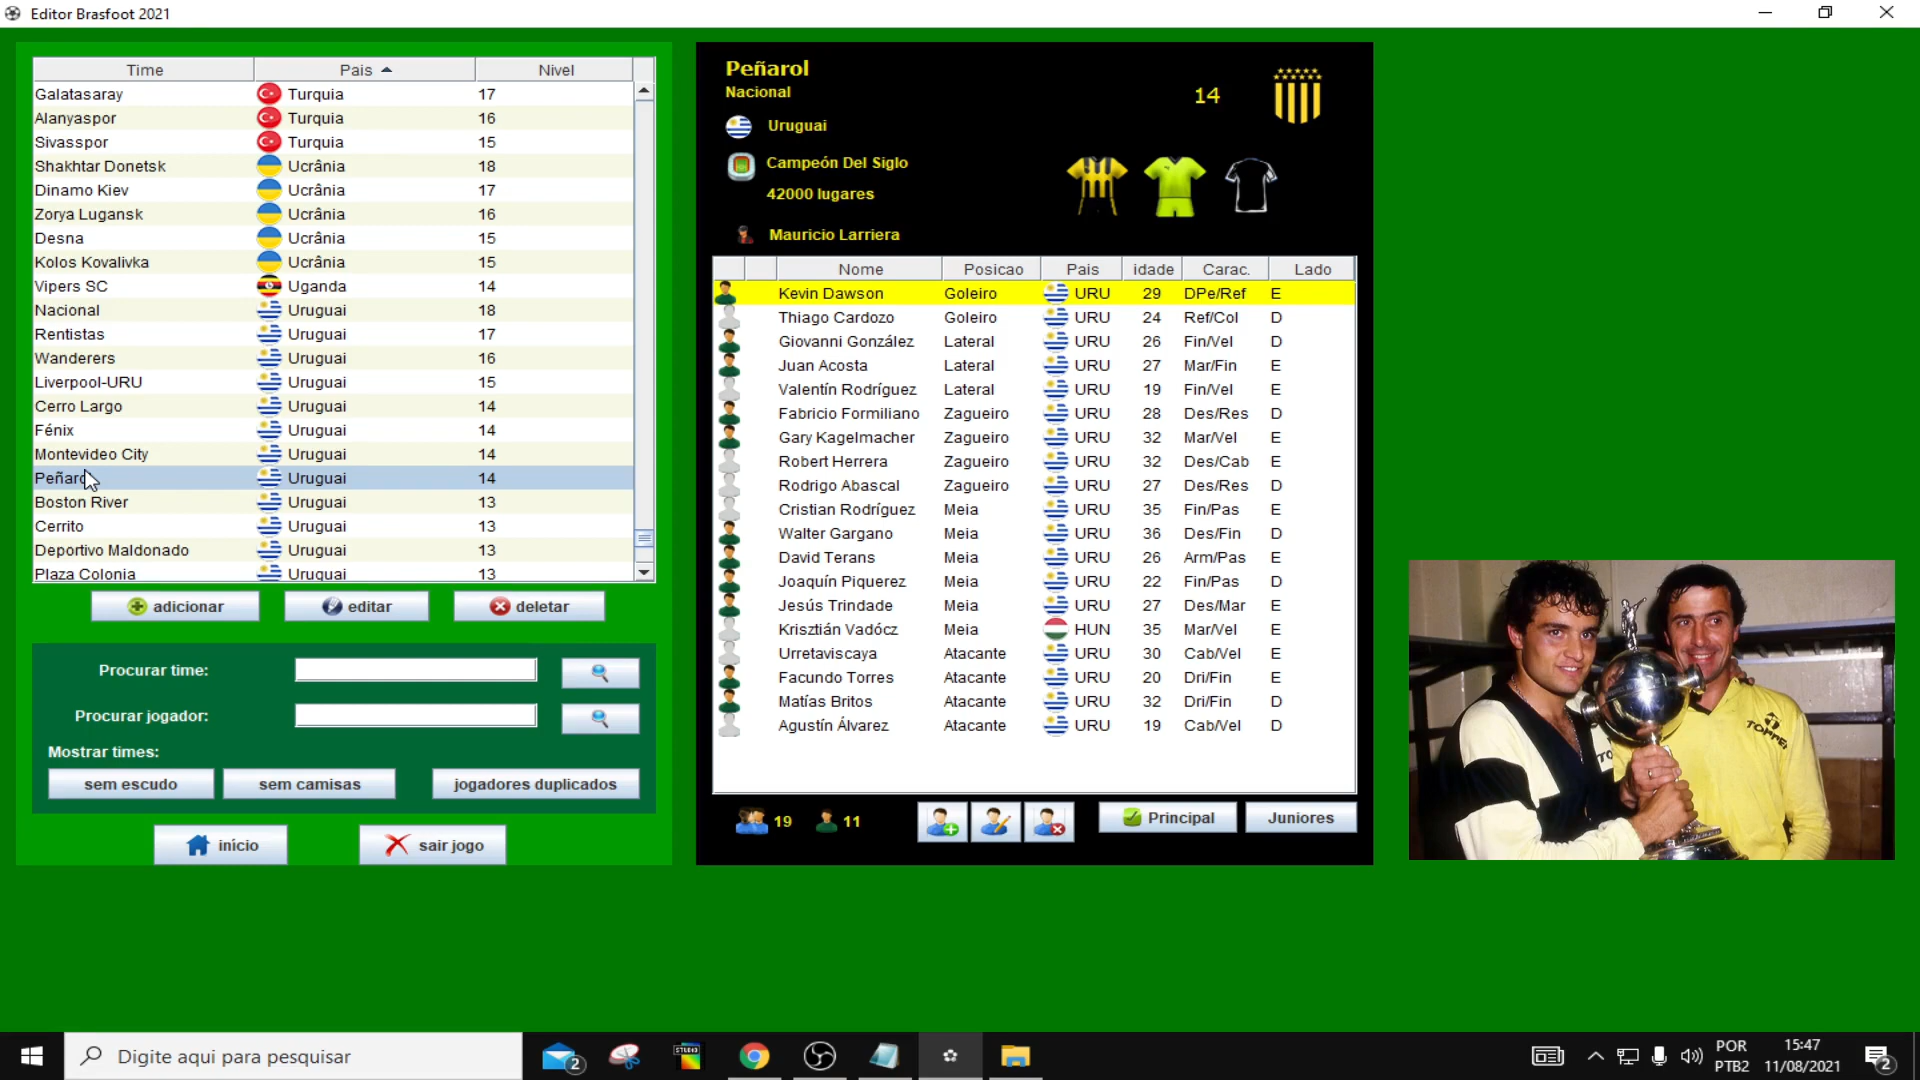 Editor Brasfoot 2021
Time Pais Nivel
Galatasaray Turquia 17
Alanyaspor Turquia 16
Sivasspor Turquia 15
Shakhtar Donetsk Ucrânia 18
Dinamo Kiev Ucrânia 17
Zorya Lugansk Ucrânia 16
Desna Ucrânia 15
Kolos Kovalivka Ucrânia 15
Vipers SC Uganda 14
Nacional Uruguai 18
Rentistas Uruguai 17
Wanderers Uruguai 16
Liverpool-URU Uruguai 15
Cerro Largo Uruguai 14
Fénix Uruguai 14
Montevideo City Uruguai 14
Peñarol Uruguai 14
Boston River Uruguai 13
Cerrito Uruguai 13
Deportivo Maldonado Uruguai 13
Plaza Colonia Uruguai 13
adicionar editar deletar
Procurar time:
Procurar jogador:
Mostrar times:
sem escudo sem camisas jogadores duplicados
início sair jogo
Peñarol
Nacional
14
Uruguai
Campeón Del Siglo
42000 lugares
Mauricio Larriera
Nome Posicao Pais idade Carac. Lado
Kevin Dawson Goleiro URU 29 DPe/Ref E
Thiago Cardozo Goleiro URU 24 Ref/Col D
Giovanni González Lateral URU 26 Fin/Vel D
Juan Acosta Lateral URU 27 Mar/Fin E
Valentín Rodríguez Lateral URU 19 Fin/Vel E
Fabricio Formiliano Zagueiro URU 28 Des/Res D
Gary Kagelmacher Zagueiro URU 32 Mar/Vel E
Robert Herrera Zagueiro URU 32 Des/Cab E
Rodrigo Abascal Zagueiro URU 27 Des/Res D
Cristian Rodríguez Meia URU 35 Fin/Pas E
Walter Gargano Meia URU 36 Des/Fin D
David Terans Meia URU 26 Arm/Pas E
Joaquín Piquerez Meia URU 22 Fin/Pas D
Jesús Trindade Meia URU 27 Des/Mar E
Krisztián Vadócz Meia HUN 35 Mar/Vel E
Urretaviscaya Atacante URU 30 Cab/Vel E
Facundo Torres Atacante URU 20 Dri/Fin E
Matías Britos Atacante URU 32 Dri/Fin D
Agustín Álvarez Atacante URU 19 Cab/Vel D
19 11 Principal Juniores
TOPPER
Digite aqui para pesquisar
2
STUDIO
POR
PTB2
15:47
11/08/2021
2